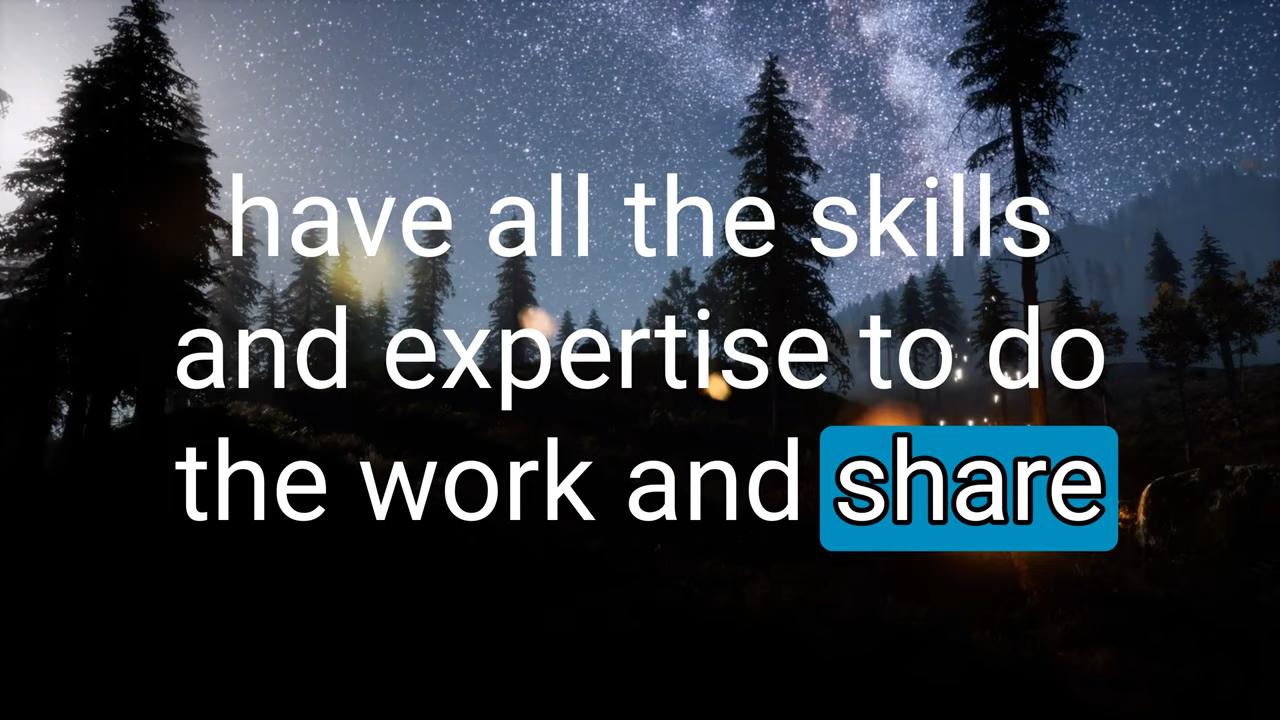 have all the skills
and expertise to do
the work and share